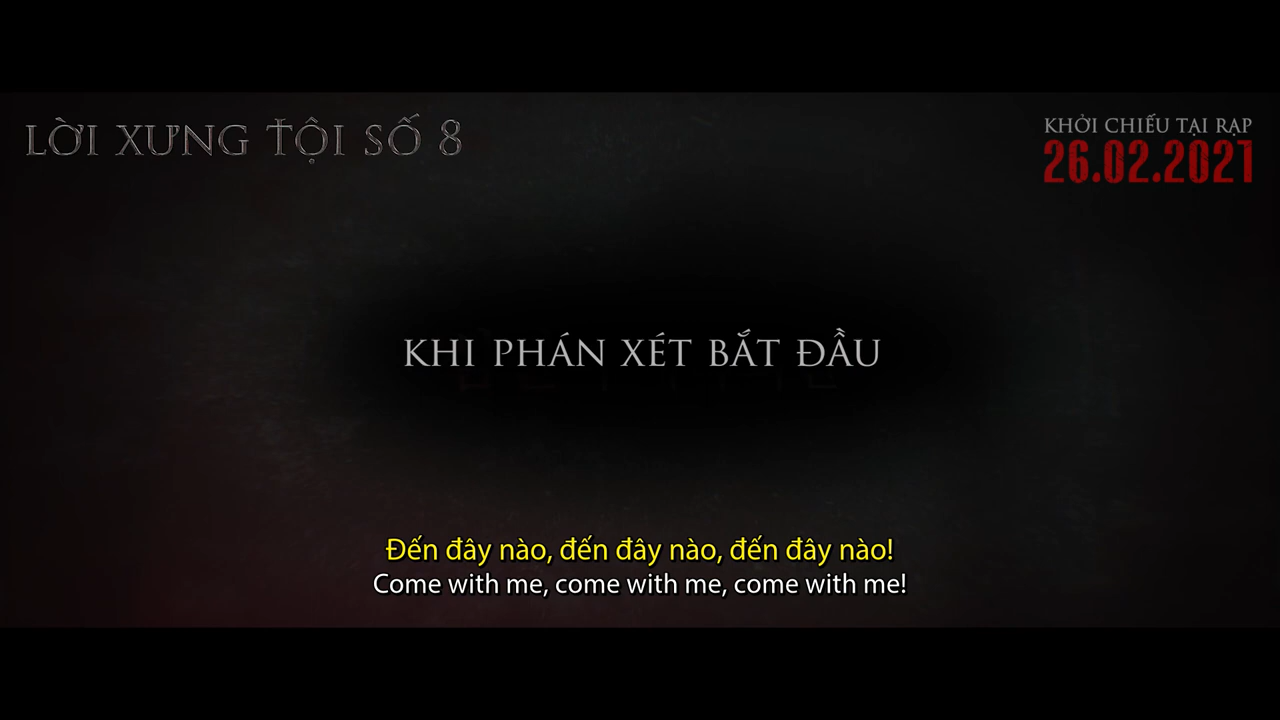 LỜI XƯNG TỘI SỐ 8
KHỞI CHIẾU TẠI RẠP
26.02.2021
KHI PHÁN XÉT BẮT ĐẦU
Đến đây nào, đến đây nào, đến đây nào!
Come with me, come with me, come with me!